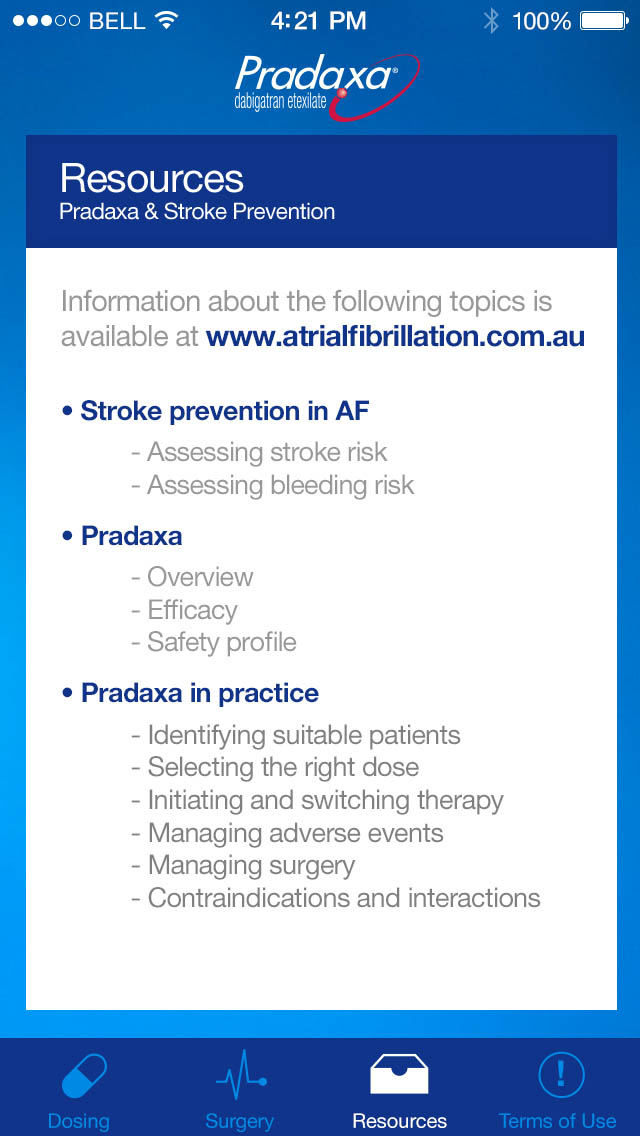 BELL 4:21 PM 100%
Pradaxa®
dabigatran etexilate
Resources
Pradaxa & Stroke Prevention
Information about the following topics is
available at www.atrialfibrillation.com.au
• Stroke prevention in AF
- Assessing stroke risk
- Assessing bleeding risk
• Pradaxa
- Overview
- Efficacy
- Safety profile
• Pradaxa in practice
- Identifying suitable patients
- Selecting the right dose
- Initiating and switching therapy
- Managing adverse events
- Managing surgery
- Contraindications and interactions
Dosing Surgery Resources Terms of Use